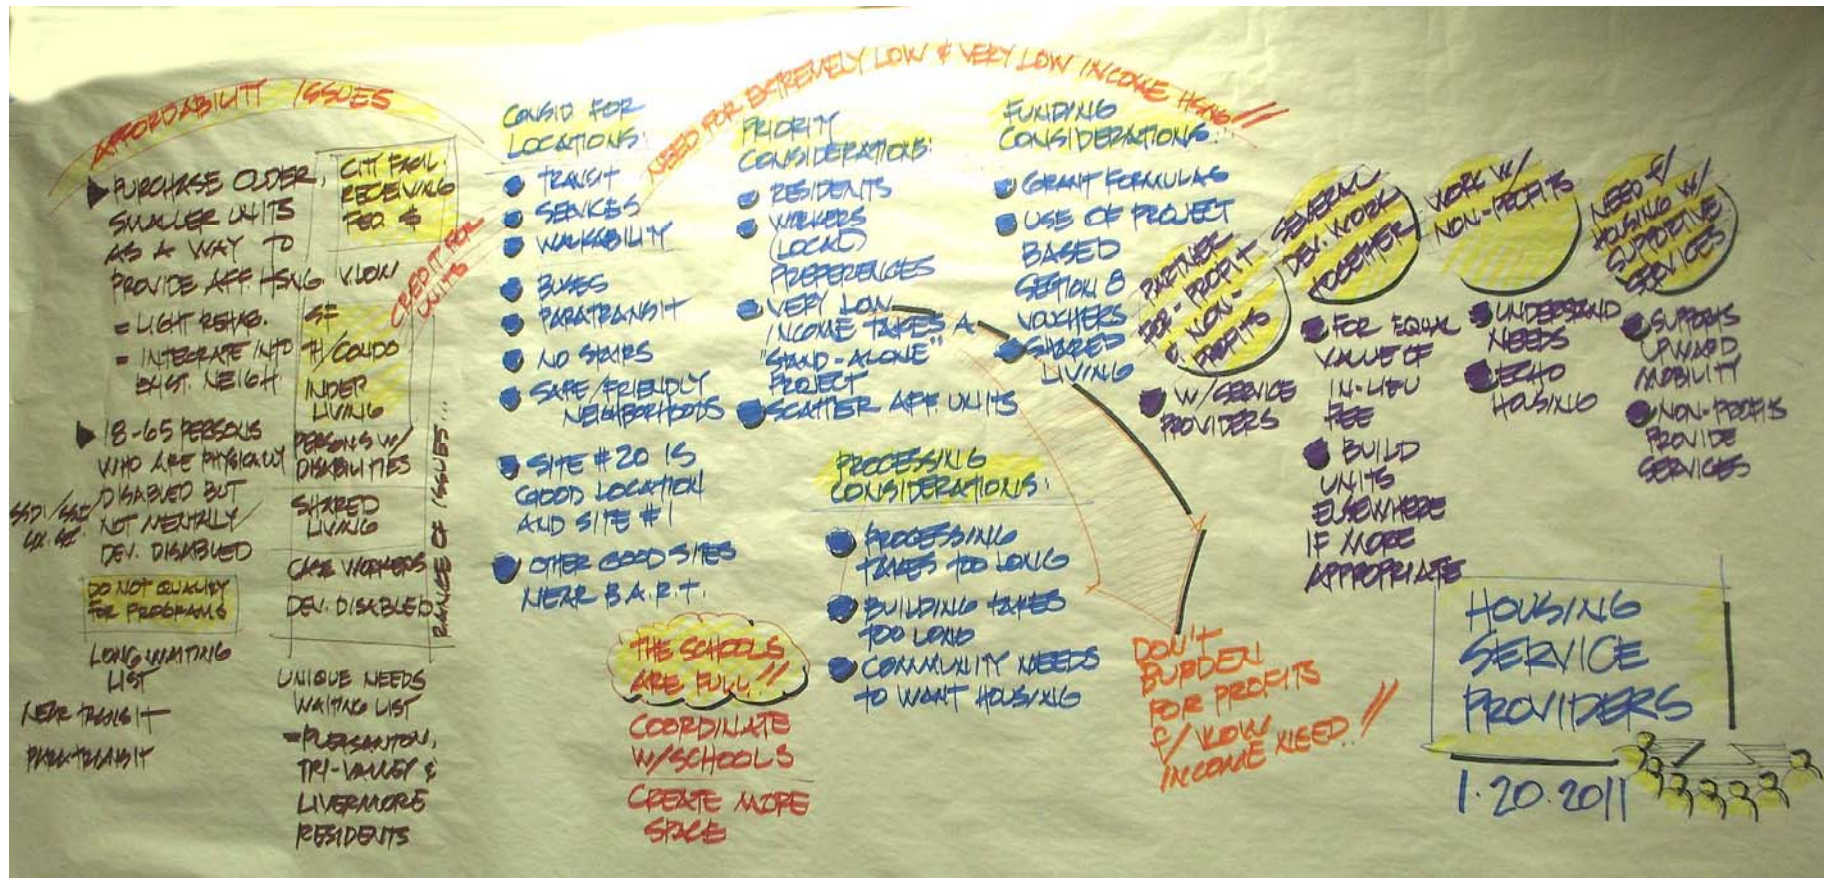 AFFORDABILITY ISSUES
PURCHASE OLDER,
SMALLER UNITS
AS A WAY TO
PROVIDE AFF. HSNG.
= LIGHT REHAB.
= INTEGRATE INTO
EXIST. NEIGH.
18-65 PERSONS
WHO ARE PHYSICALLY
DISABLED BUT
NOT MENTALLY/
DEV. DISABLED
SSDI/SSI
DO NOT QUALIFY
FOR PROGRAMS
LONG WAITING
LIST
NEAR TRANSIT
PARATRANSIT
CITY FACIL.
RECEIVING
FED. $
V.LOW
SF
TH/CONDO
INDEP.
LIVING
PERSONS W/
DISABILITIES
SHARED
LIVING
CASE WORKERS
DEV. DISABLED
RANGE OF ISSUES...
UNIQUE NEEDS
WAITING LIST
=PLEASANTON,
TRI-VALLEY &
LIVERMORE
RESIDENTS
CREDIT FOR
UNITS
NEED FOR EXTREMELY LOW & VERY LOW INCOME HSNG!!
CONSID FOR
LOCATIONS:
TRANSIT
SERVICES
WALKABILITY
BUSES
PARATRANSIT
NO STAIRS
SAFE/FRIENDLY
NEIGHBORHOODS
SITE #20 IS
GOOD LOCATION
AND SITE #1
OTHER GOOD SITES
NEAR B.A.R.T.
THE SCHOOLS
ARE FULL!!
COORDINATE
W/SCHOOLS
CREATE MORE
SPACE
PRIORITY
CONSIDERATIONS:
RESIDENTS
WORKERS
(LOCAL)
PREFERENCES
VERY LOW
INCOME TAKES A
"STAND-ALONE"
PROJECT
SCATTER AFF. UNITS
PROCESSING
CONSIDERATIONS:
PROCESSING
TAKES TOO LONG
BUILDING TAKES
TOO LONG
COMMUNITY NEEDS
TO WANT HOUSING
FUNDING
CONSIDERATIONS:
GRANT FORMULAS
USE OF PROJECT
BASED
SECTION 8
VOUCHERS
SHARED
LIVING
DON'T
BURDEN
FOR PROFITS
F/ VLOW
INCOME NEED!!
PARTNER
FOR-PROFIT
& NON-
PROFITS
W/SERVICE
PROVIDERS
SEVERAL
DEV. WORK
TOGETHER
FOR EQUAL
VALUE OF
IN-LIEU
FEE
BUILD
UNITS
ELSEWHERE
IF MORE
APPROPRIATE
WORK W/
NON-PROFITS
UNDERSTAND
NEEDS
ECHO
HOUSING
NEED F/
HOUSING W/
SUPPORTIVE
SERVICES
SUPPORTS
UPWARD
MOBILITY
NON-PROFITS
PROVIDE
SERVICES
HOUSING
SERVICE
PROVIDERS
1.20.2011